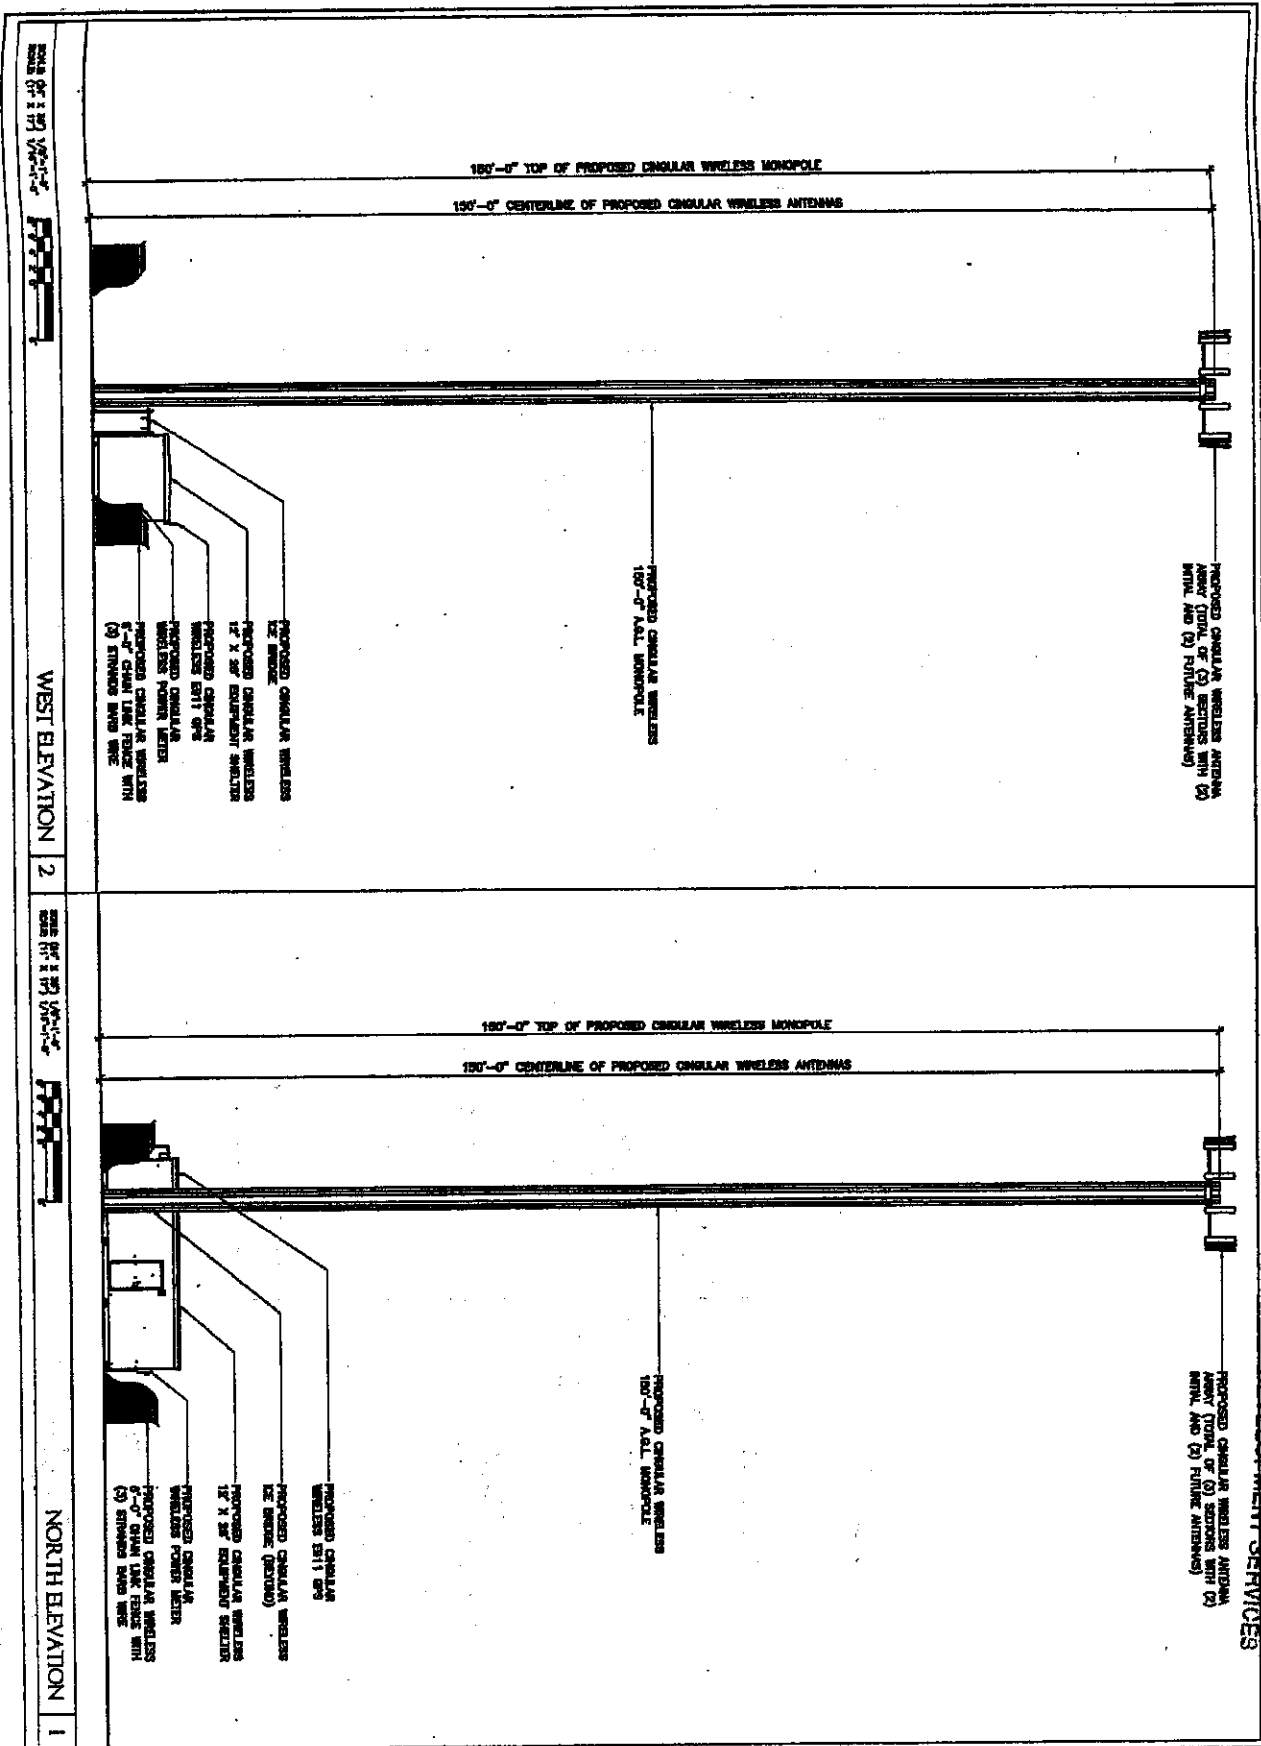 150'-0" TOP OF PROPOSED CINGULAR WIRELESS MONOPOLE
150'-0" CENTERLINE OF PROPOSED CINGULAR WIRELESS ANTENNAS
PROPOSED CINGULAR WIRELESS ANTENNA
ARRAY (TOTAL OF (3) SECTORS WITH (2)
INITIAL AND (2) FUTURE ANTENNAS)
PROPOSED CINGULAR WIRELESS
150'-0" A.G.L. MONOPOLE
PROPOSED CINGULAR WIRELESS
ICE BRIDGE
PROPOSED CINGULAR WIRELESS
EQUIPMENT SHELTER
PROPOSED CINGULAR
WIRELESS E911 GPS
PROPOSED CINGULAR
WIRELESS POWER METER
PROPOSED CINGULAR WIRELESS
6'-0" CHAIN LINK FENCE WITH
(3) STRANDS BARB WIRE
WEST ELEVATION 2
SERVICES
150'-0" TOP OF PROPOSED CINGULAR WIRELESS MONOPOLE
150'-0" CENTERLINE OF PROPOSED CINGULAR WIRELESS ANTENNAS
PROPOSED CINGULAR WIRELESS ANTENNA
ARRAY (TOTAL OF (3) SECTORS WITH (2)
INITIAL AND (2) FUTURE ANTENNAS)
PROPOSED CINGULAR WIRELESS
150'-0" A.G.L. MONOPOLE
PROPOSED CINGULAR
WIRELESS E911 GPS
PROPOSED CINGULAR WIRELESS
ICE BRIDGE (BEYOND)
PROPOSED CINGULAR WIRELESS
EQUIPMENT SHELTER
PROPOSED CINGULAR
WIRELESS POWER METER
PROPOSED CINGULAR WIRELESS
6'-0" CHAIN LINK FENCE WITH
(3) STRANDS BARB WIRE
NORTH ELEVATION 1